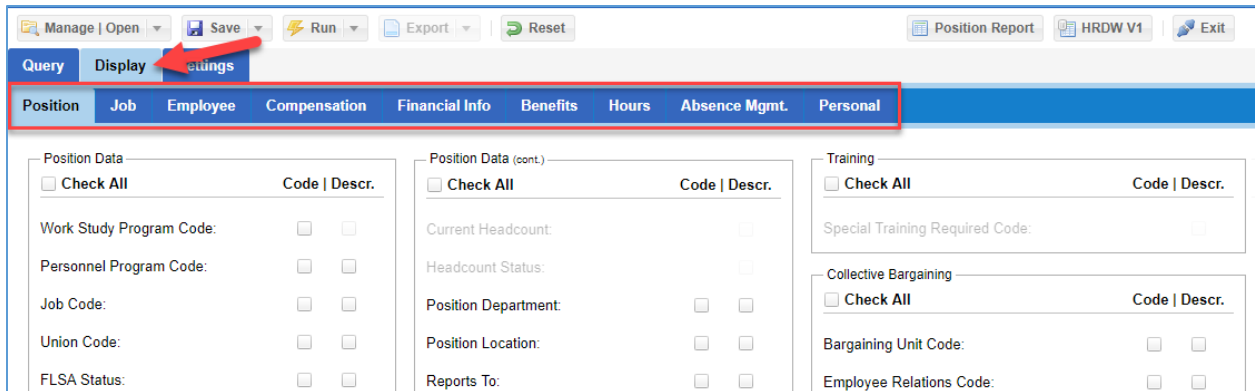 Manage | Open Save Run Export Reset Position Report HRDW V1 Exit
Query Display
Position Job Employee Compensation Financial Info Benefits Hours Absence Mgmt. Personal
Position Data
Check All Code | Descr.
Work Study Program Code:
Personnel Program Code:
Job Code:
Union Code:
FLSA Status:
Position Data (cont.)
Check All Code | Descr.
Current Headcount:
Headcount Status:
Position Department:
Position Location:
Reports To:
Training
Check All Code | Descr.
Special Training Required Code:
Collective Bargaining
Check All Code | Descr.
Bargaining Unit Code:
Employee Relations Code: